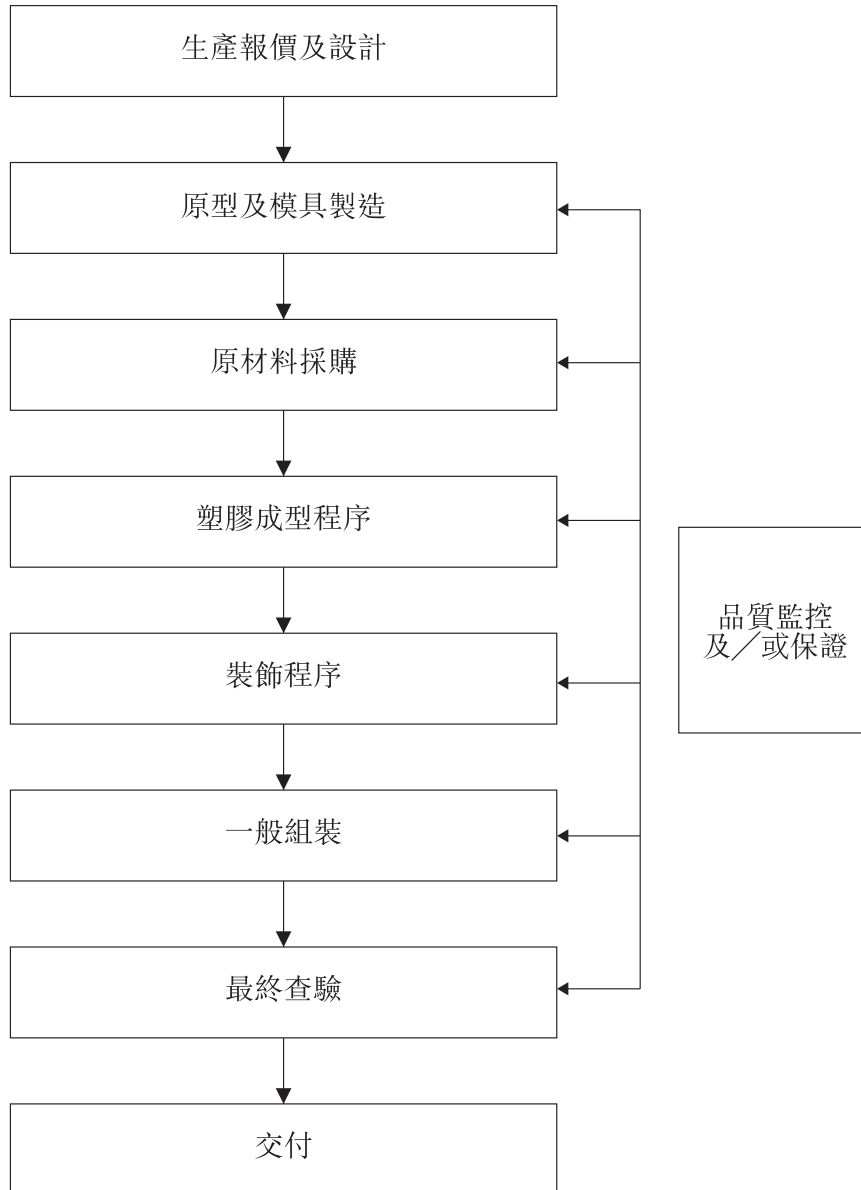 生產報價及設計
原型及模具製造
原材料採購
塑膠成型程序
裝飾程序
一般組裝
最終查驗
交付
品質監控
及／或保證